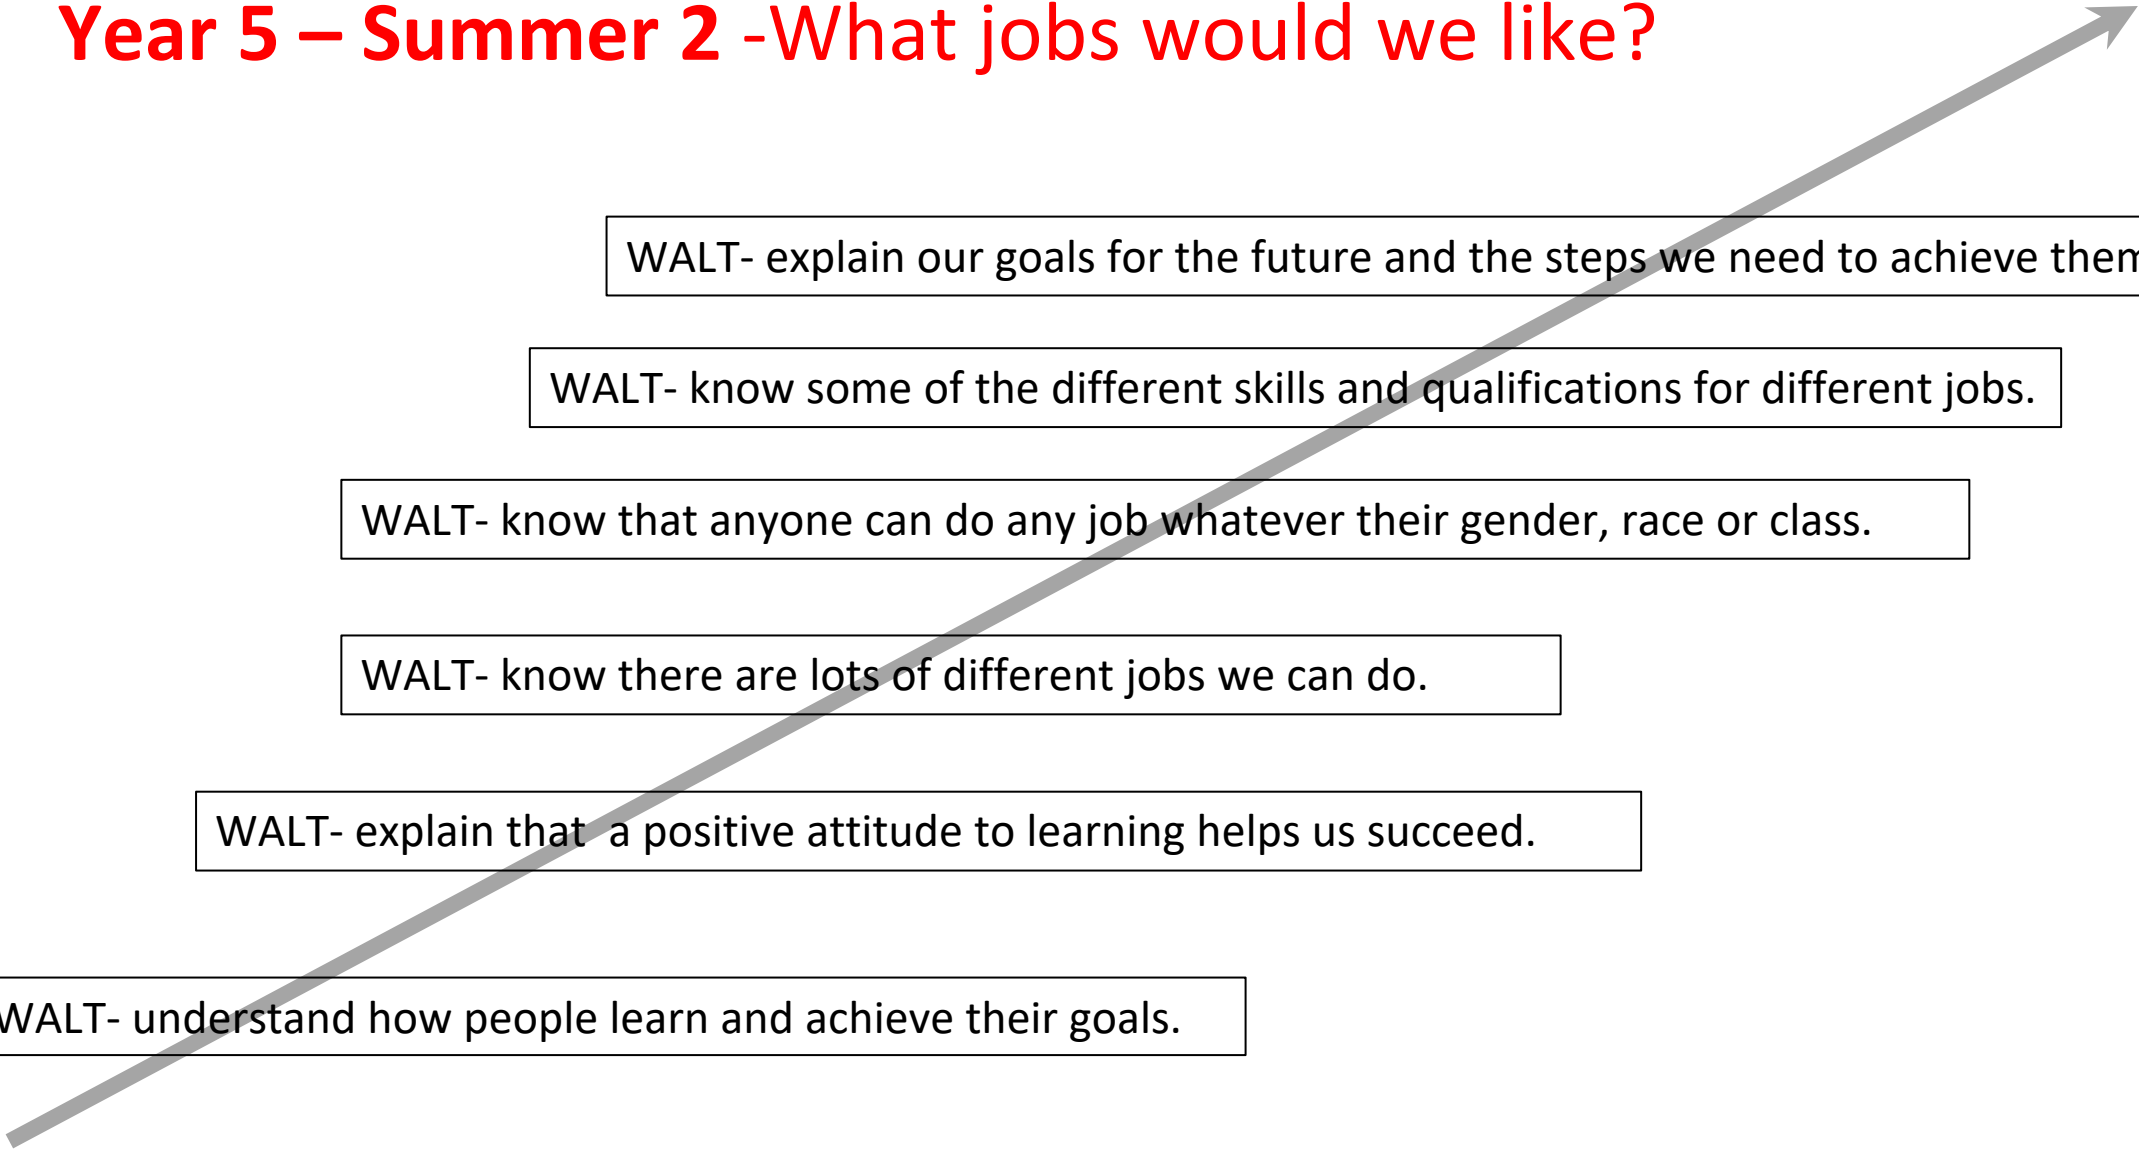 Year 5 – Summer 2 -What jobs would we like?
WALT- explain our goals for the future and the steps we need to achieve them
WALT- know some of the different skills and qualifications for different jobs.
WALT- know that anyone can do any job whatever their gender, race or class.
WALT- know there are lots of different jobs we can do.
WALT- explain that  a positive attitude to learning helps us succeed.
WALT- understand how people learn and achieve their goals.